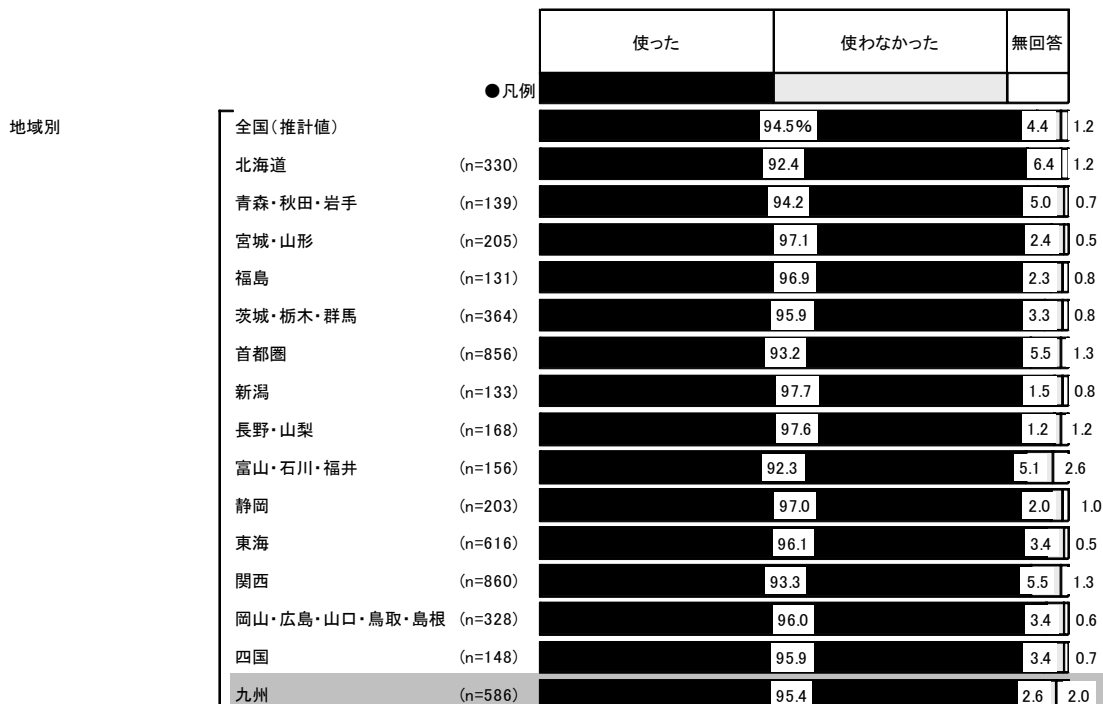 使った 使わなかった 無回答
●凡例
地域別 全国(推計値) 94.5% 4.4 1.2
北海道 (n=330) 92.4 6.4 1.2
青森・秋田・岩手 (n=139) 94.2 5.0 0.7
宮城・山形 (n=205) 97.1 2.4 0.5
福島 (n=131) 96.9 2.3 0.8
茨城・栃木・群馬 (n=364) 95.9 3.3 0.8
首都圏 (n=856) 93.2 5.5 1.3
新潟 (n=133) 97.7 1.5 0.8
長野・山梨 (n=168) 97.6 1.2 1.2
富山・石川・福井 (n=156) 92.3 5.1 2.6
静岡 (n=203) 97.0 2.0 1.0
東海 (n=616) 96.1 3.4 0.5
関西 (n=860) 93.3 5.5 1.3
岡山・広島・山口・鳥取・島根 (n=328) 96.0 3.4 0.6
四国 (n=148) 95.9 3.4 0.7
九州 (n=586) 95.4 2.6 2.0